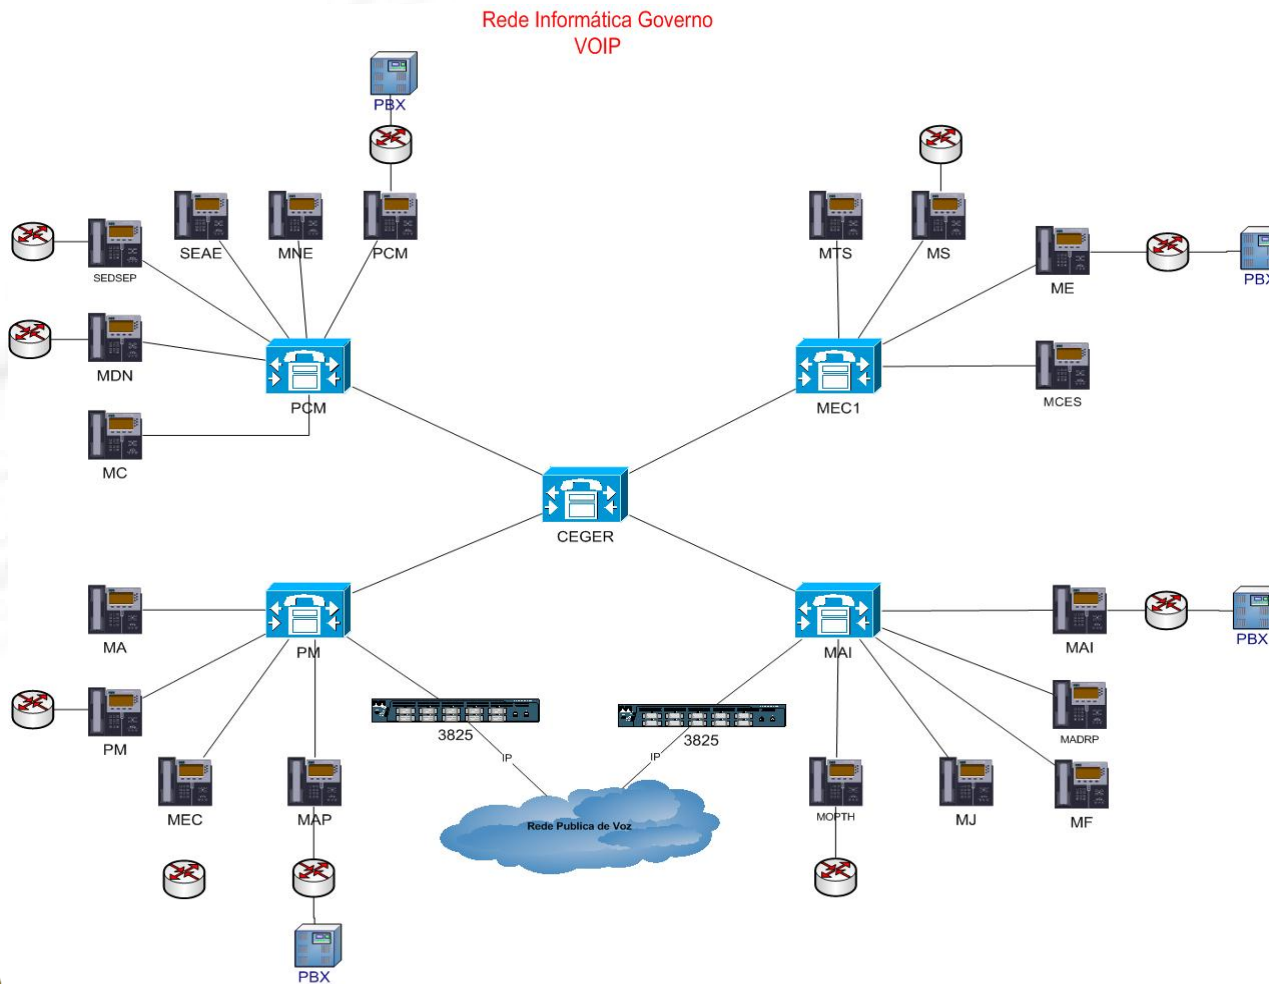 Rede Informática Governo
VOIP
PBX
SEAE
MNE
PCM
MTS
MS
SEDSEP
ME
PBX
MDN
MCES
PCM
MEC1
MC
CEGER
MA
PM
MAI
MAI
PBX
PM
3825
3825
MADRP
IP
IP
MEC
MAP
MOPTH
MJ
MF
Rede Publica de Voz
PBX